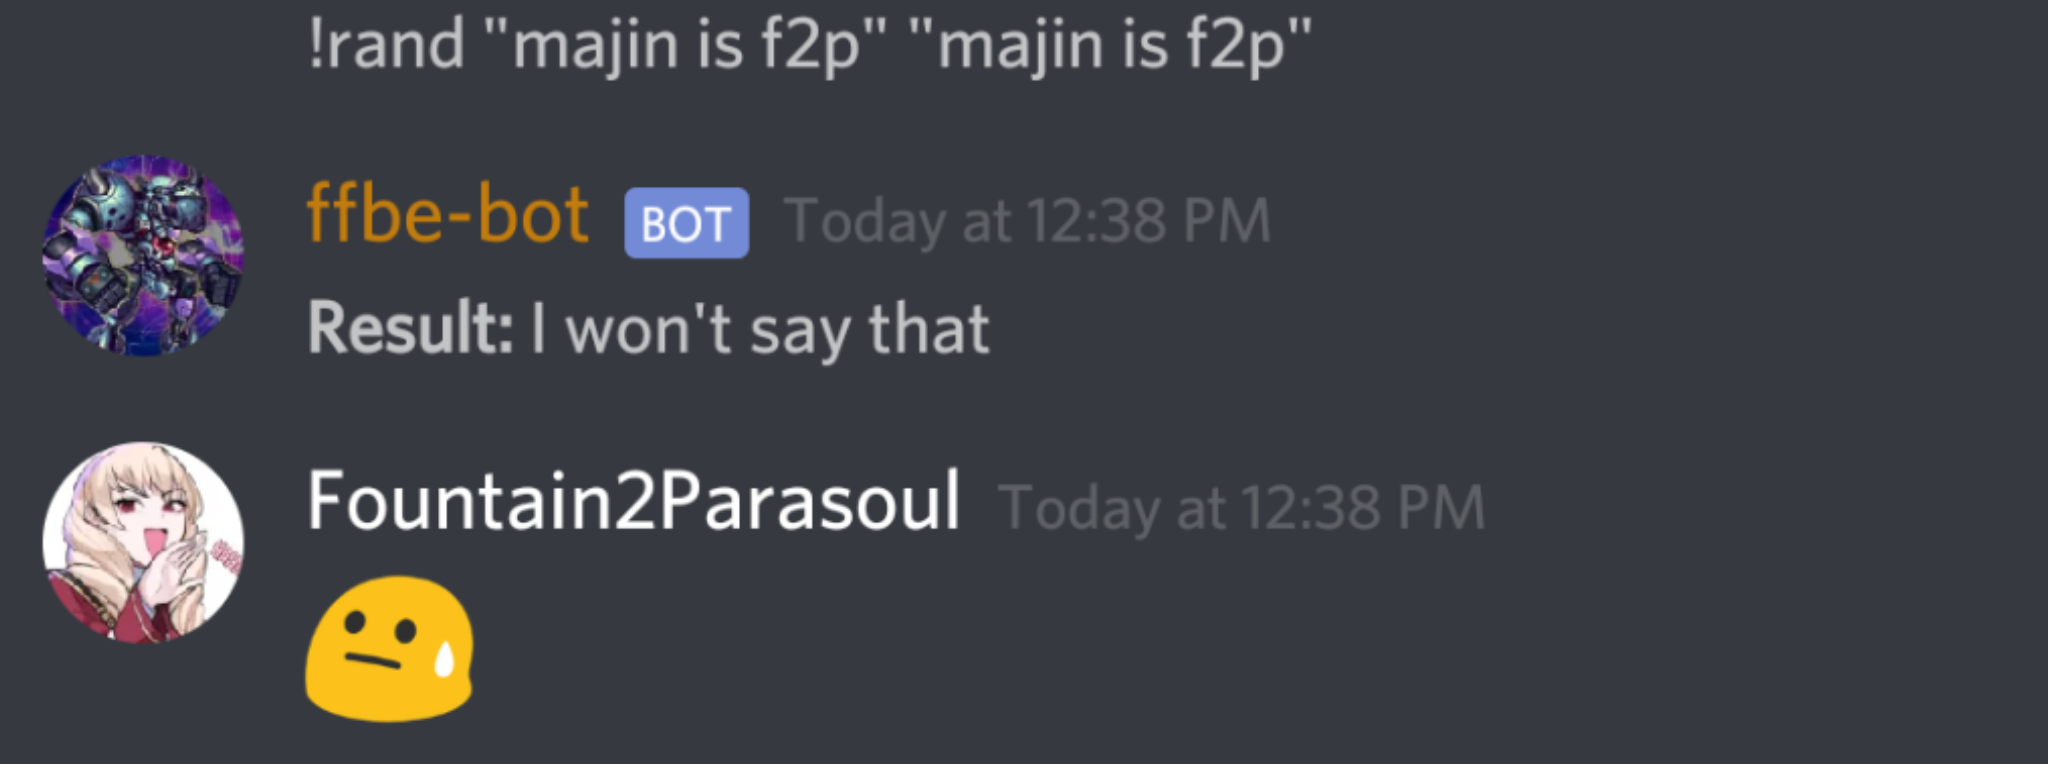 !rand "majin is f2p" "majin is f2p"
ffbe-bot BOT Today at 12:38 PM
Result: I won't say that
Fountain2Parasoul Today at 12:38 PM